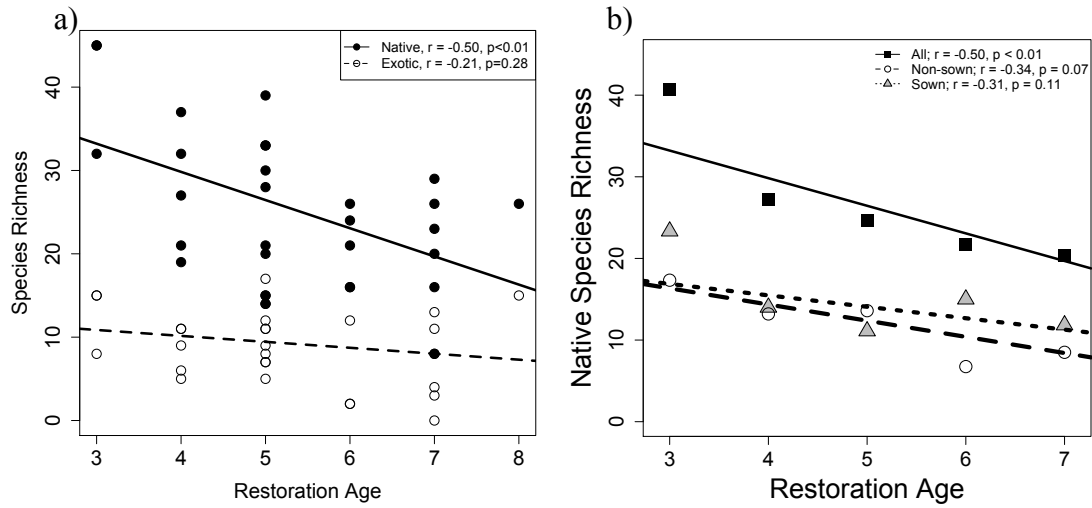 a)
Native, r = -0.50, p<0.01
Exotic, r = -0.21, p=0.28
Species Richness
40
30
20
10
0
3 4 5 6 7 8
Restoration Age
b)
All; r = -0.50, p < 0.01
Non-sown; r = -0.34, p = 0.07
Sown; r = -0.31, p = 0.11
Native Species Richness
40
30
20
10
0
3 4 5 6 7
Restoration Age